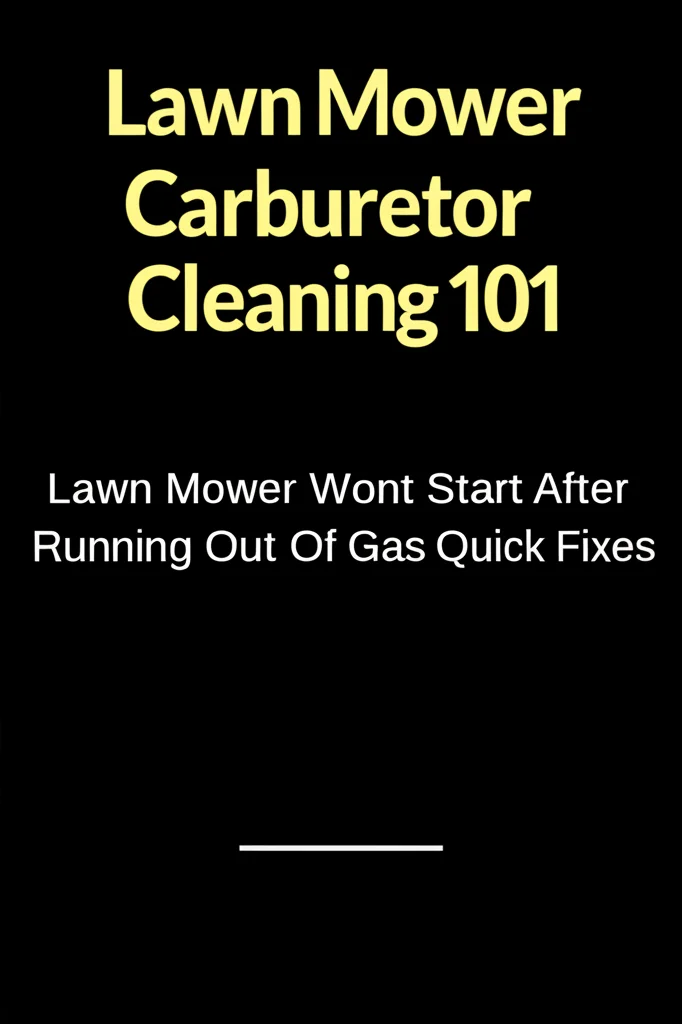 Lawn Mower
Carburetor
Cleaning 101
Lawn Mower Wont Start After
Running Out Of Gas Quick Fixes